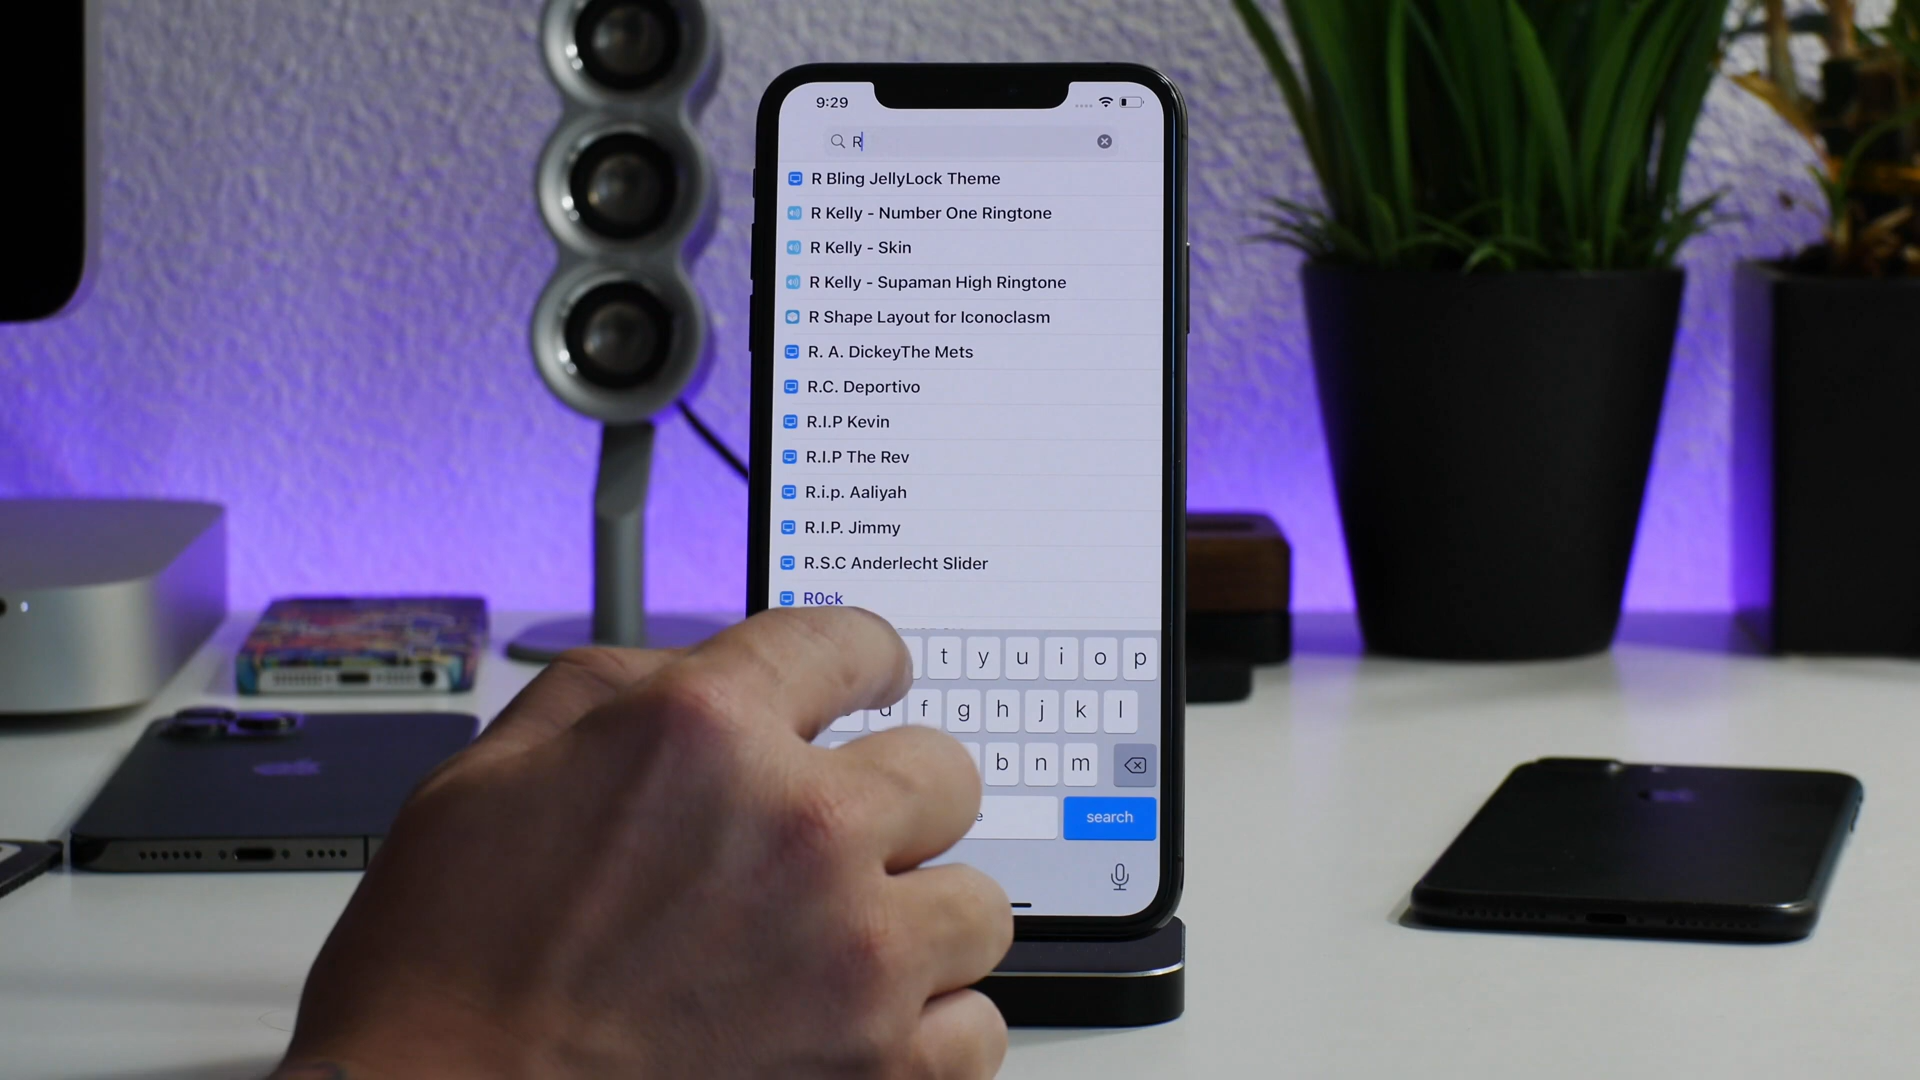 9:29
R
R Bling JellyLock Theme
R Kelly - Number One Ringtone
R Kelly - Skin
R Kelly - Supaman High Ringtone
R Shape Layout for Iconoclasm
R. A. DickeyThe Mets
R.C. Deportivo
R.I.P Kevin
R.I.P The Rev
R.i.p. Aaliyah
R.I.P. Jimmy
R.S.C Anderlecht Slider
R0ck
t y u i o p
d f g h j k l
b n m
search